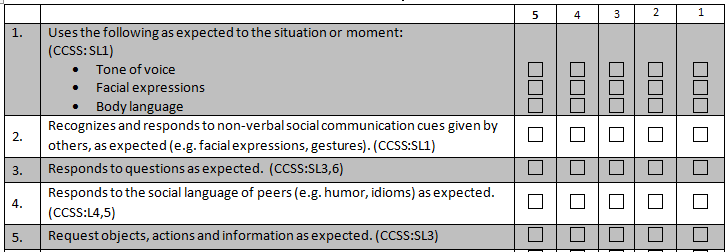 5 4 3 2 1
1. Uses the following as expected to the situation or moment:
(CCSS: SL1)
• Tone of voice
• Facial expressions
• Body language
2. Recognizes and responds to non-verbal social communication cues given by
others, as expected (e.g. facial expressions, gestures). (CCSS:SL1)
3. Responds to questions as expected. (CCSS:SL3,6)
4. Responds to the social language of peers (e.g. humor, idioms) as expected.
(CCSS:L4,5)
5. Request objects, actions and information as expected. (CCSS:SL3)